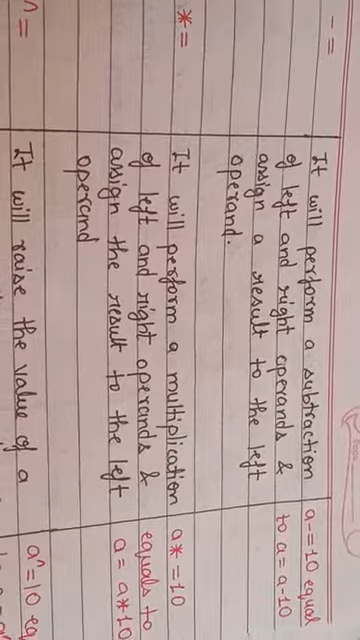 -=
It will perform a subtraction
of left and right operands &
assign a result to the left
operand.
a-=10 equal
to a=a-10
*=
It will perform a multiplication
of left and right operands &
assign the result to the left
operand
a*=10
equals to
a=a*10
^=
It will raise the value of a
a^=10 eq